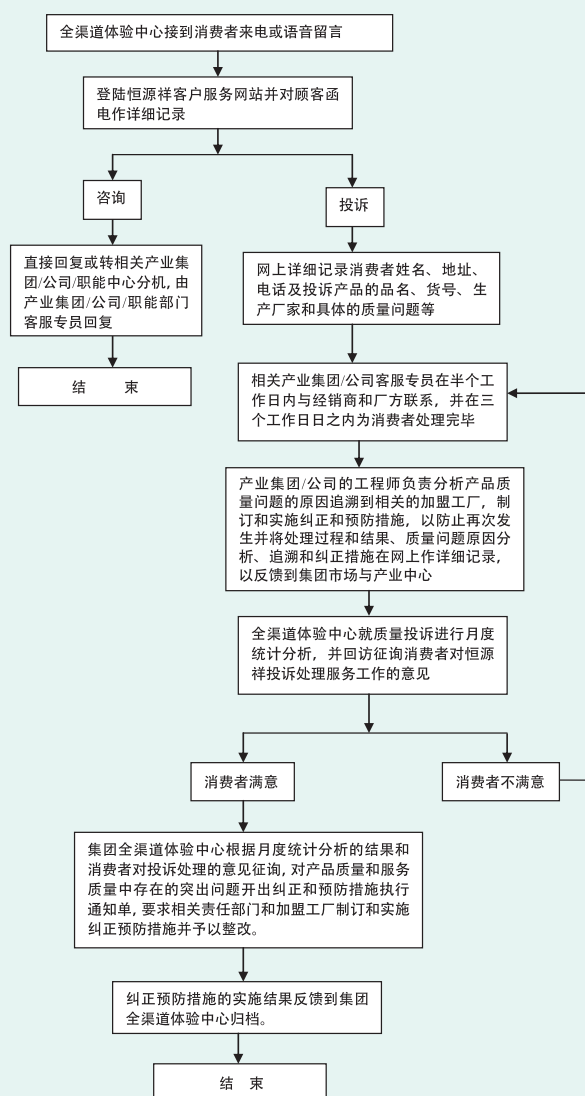 全渠道体验中心接到消费者来电或语音留言
登陆恒源祥客户服务网站并对顾客函
电作详细记录
咨询
投诉
直接回复或转相关产业集
团/公司/职能中心分机,由
产业集团/公司/职能部门
客服专员回复
结 束
网上详细记录消费者姓名、地址、
电话及投诉产品的品名、货号、生
产厂家和具体的质量问题等
相关产业集团/公司客服专员在半个工
作日内与经销商和厂方联系，并在三
个工作日日之内为消费者处理完毕
产业集团/公司的工程师负责分析产品质
量问题的原因追溯到相关的加盟工厂，制
订和实施纠正和预防措施，以防止再次发
生并将处理过程和结果、质量问题原因分
析、追溯和纠正措施在网上作详细记录，
以反馈到集团市场与产业中心
全渠道体验中心就质量投诉进行月度
统计分析，并回访征询消费者对恒源
祥投诉处理服务工作的意见
消费者满意
消费者不满意
集团全渠道体验中心根据月度统计分析的结果和
消费者对投诉处理的意见征询,对产品质量和服务
质量中存在的突出问题开出纠正和预防措施执行
通知单,要求相关责任部门和加盟工厂制订和实施
纠正预防措施并予以整改。
纠正预防措施的实施结果反馈到集团
全渠道体验中心归档。
结 束